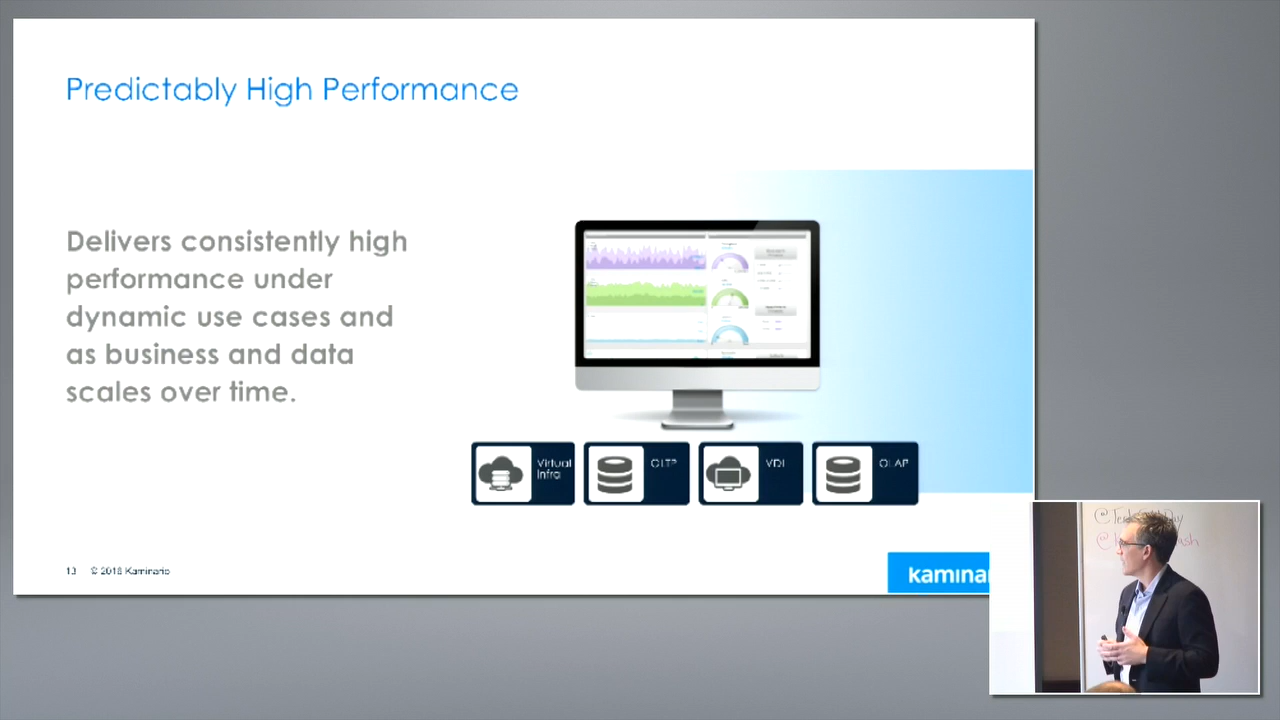 Predictably High Performance
Delivers consistently high
performance under
dynamic use cases and
as business and data
scales over time.
Virtual
Infra
OLTP
VDI
OLAP
13 © 2018 Kaminario